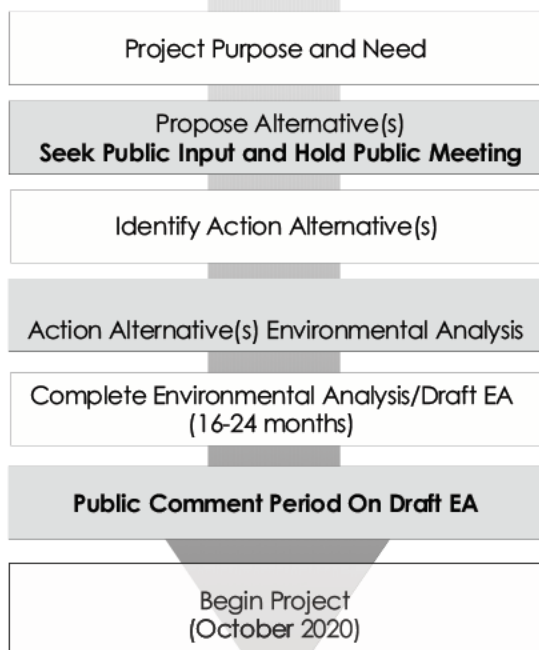 Project Purpose and Need
Propose Alternative(s)
Seek Public Input and Hold Public Meeting
Identify Action Alternative(s)
Action Alternative(s) Environmental Analysis
Complete Environmental Analysis/Draft EA
(16-24 months)
Public Comment Period On Draft EA
Begin Project
(October 2020)